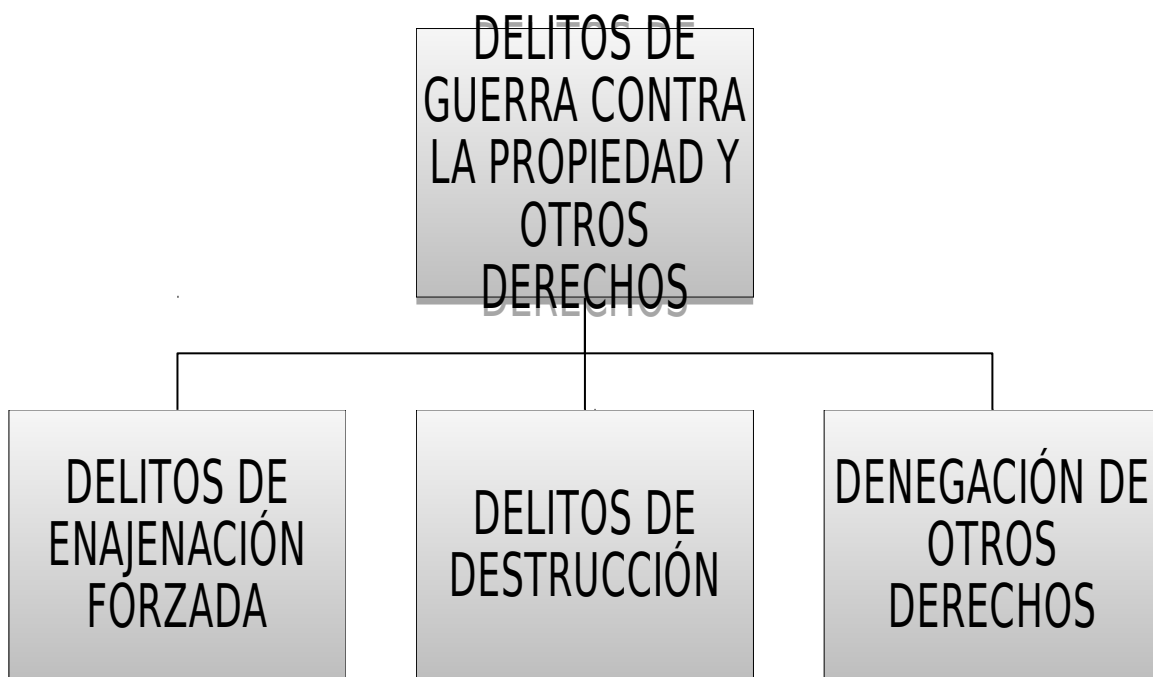 DELITOS DE
GUERRA CONTRA
LA PROPIEDAD Y
OTROS
DERECHOS
DELITOS DE
ENAJENACIÓN
FORZADA
DELITOS DE
DESTRUCCIÓN
DENEGACIÓN DE
OTROS
DERECHOS